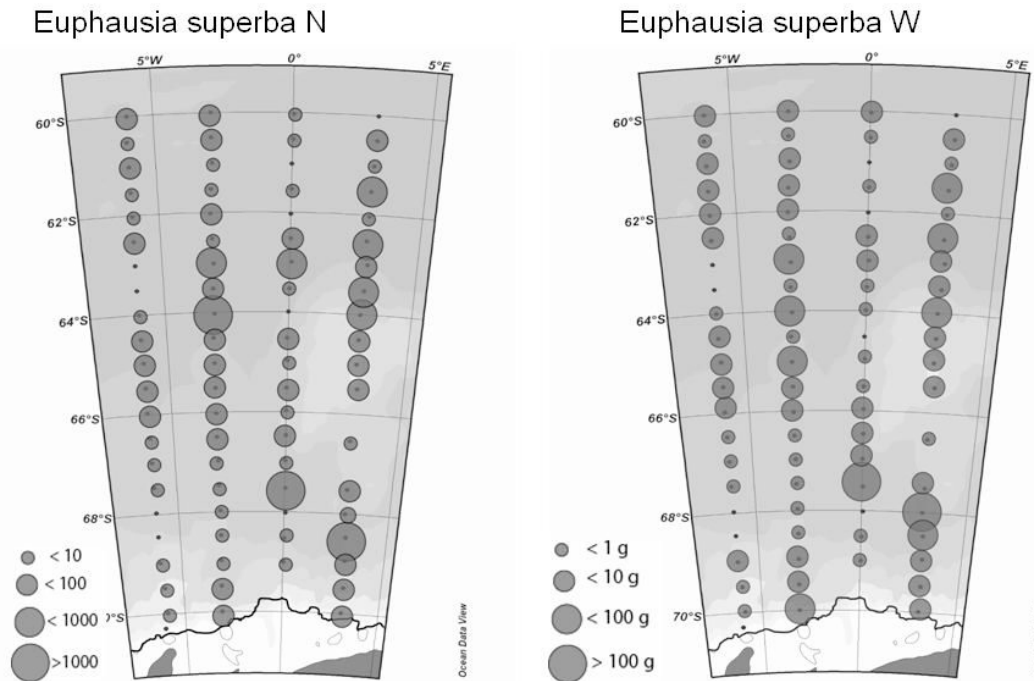 Euphausia superba N
5°W
0°
5°E
60°S
62°S
64°S
66°S
68°S
)°S
< 10
< 100
< 1000
>1000
Ocean Data View
Euphausia superba W
5°W
0°
5°E
60°S
62°S
64°S
66°S
68°S
70°S
< 1 g
< 10 g
< 100 g
> 100 g